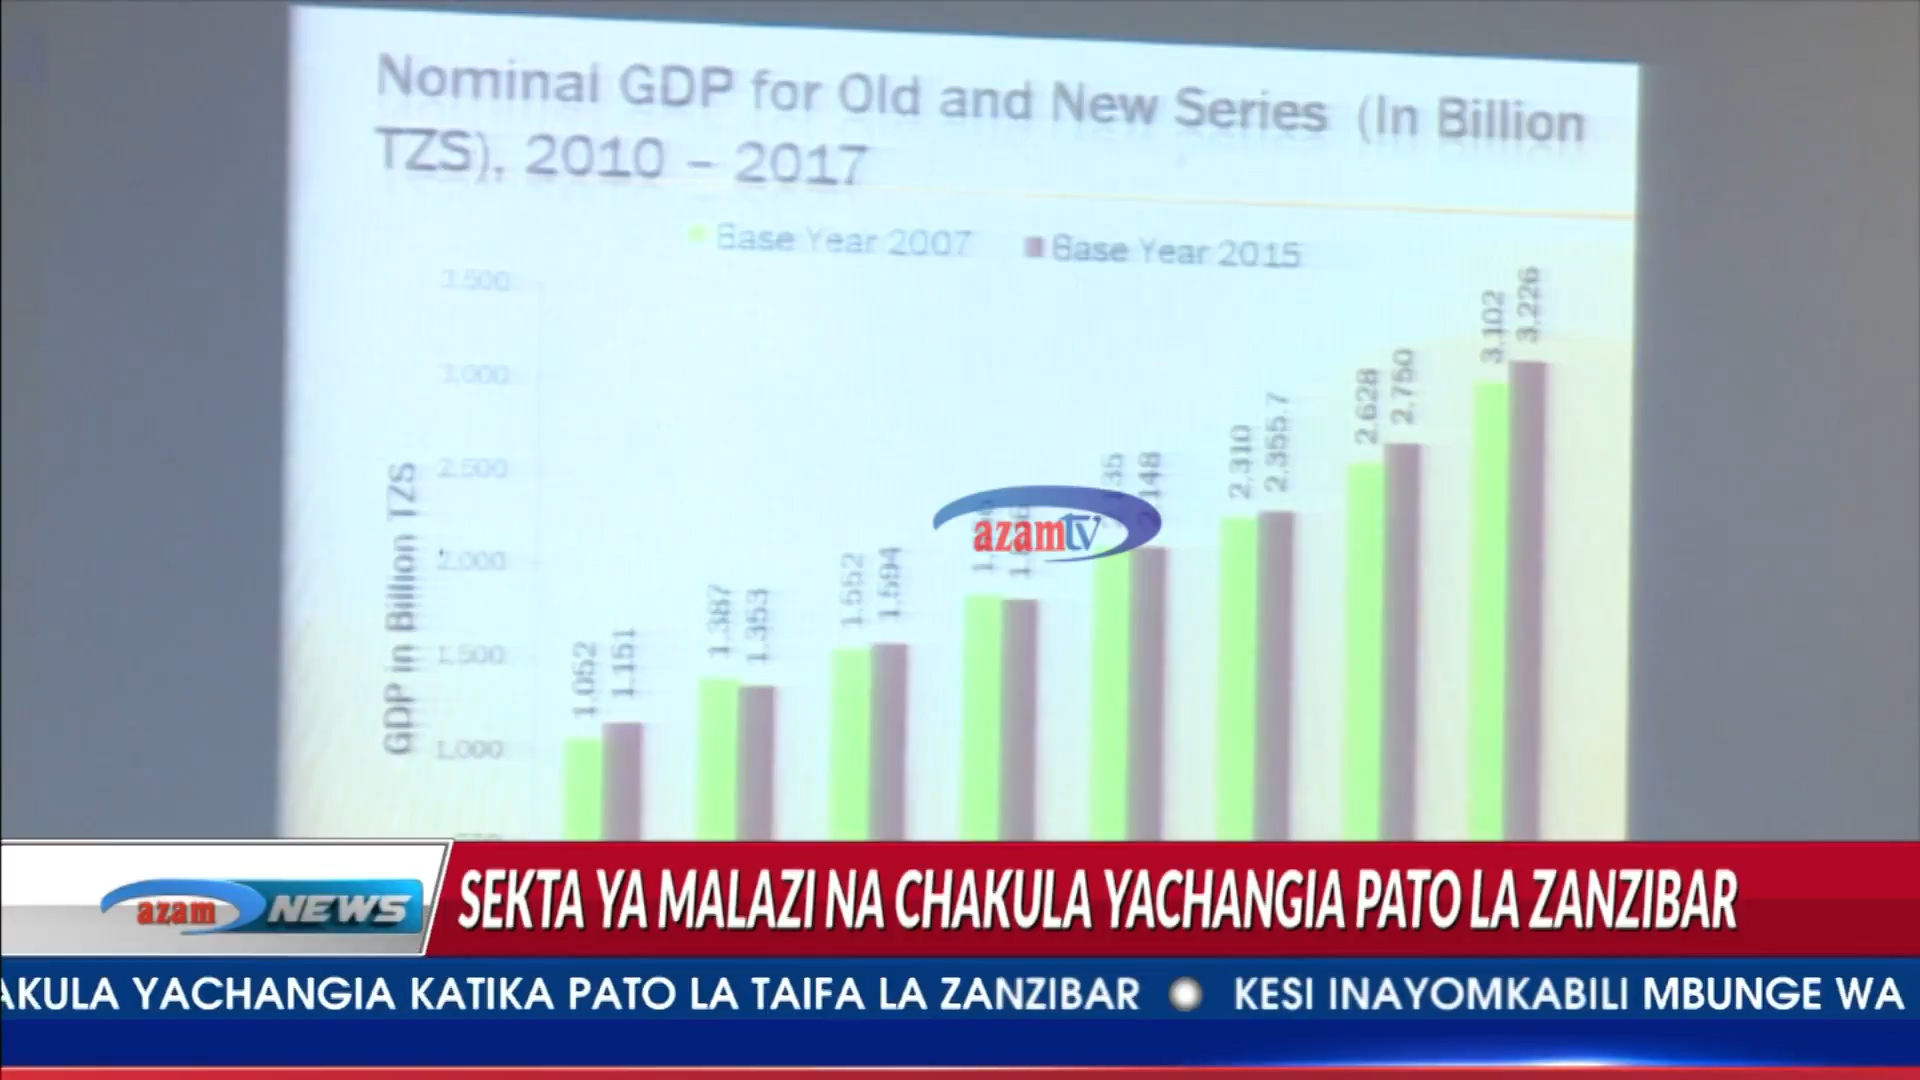 Nominal GDP for Old and New Series (In Billion
TZS), 2010 – 2017
Base Year 2007
Base Year 2015
3.500
3.000
2.500
2.000
1.500
1.000
GDP in Billion TZS
1.052
1.151
1.387
1.353
1.552
1.594
2.148
2.310
2.355.7
2.628
2.750
3.102
3.226
azamtv
azam NEWS
SEKTA YA MALAZI NA CHAKULA YACHANGIA PATO LA ZANZIBAR
YACHANGIA KATIKA PATO LA TAIFA LA ZANZIBAR
KESI INAYOMKABILI MBUNGE WA